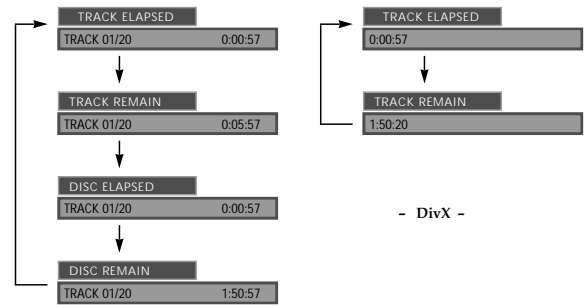 TRACK ELAPSED
TRACK 01/20 0:00:57
TRACK REMAIN
TRACK 01/20 0:05:57
DISC ELAPSED
TRACK 01/20 0:00:57
DISC REMAIN
TRACK 01/20 1:50:57
TRACK ELAPSED
0:00:57
TRACK REMAIN
1:50:20
- DivX -